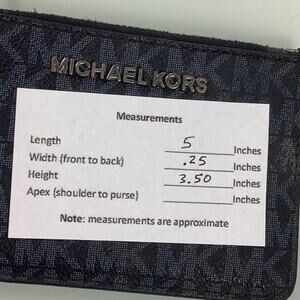 MICHAEL KORS
Measurements
Length 5 Inches
Width (front to back) .25 Inches
Height 3.50 Inches
Apex (shoulder to purse) Inches
Note: measurements are approximate